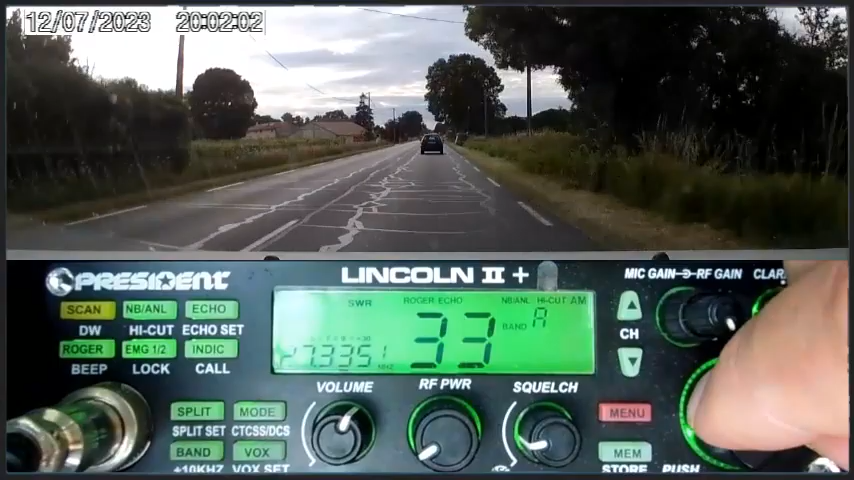 12/07/2023 20:02:02
PRESIDENT LINCOLN II + MIC GAIN RF GAIN CLAR
SCAN NB/ANL ECHO
DW HI-CUT ECHO SET
ROGER EMG 1/2 INDIC
BEEP LOCK CALL
SWR ROGER ECHO NB/ANL HI-CUT AM
33 BAND A
CH
VOLUME RF PWR SQUELCH
SPLIT MODE
SPLIT SET CTCSS/DCS
BAND VOX
+10KHZ VOX SET
MENU
MEM
STORE PUSH